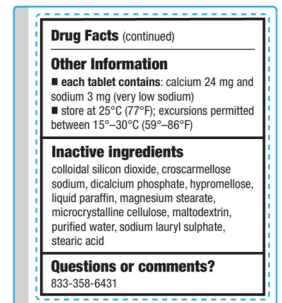 Drug Facts (continued)
Other Information
■ each tablet contains: calcium 24 mg and
sodium 3 mg (very low sodium)
■ store at 25°C (77°F); excursions permitted
between 15°–30°C (59°–86°F)
Inactive ingredients
colloidal silicon dioxide, croscarmellose
sodium, dicalcium phosphate, hypromellose,
liquid paraffin, magnesium stearate,
microcrystalline cellulose, maltodextrin,
purified water, sodium lauryl sulphate,
stearic acid
Questions or comments?
833-358-6431